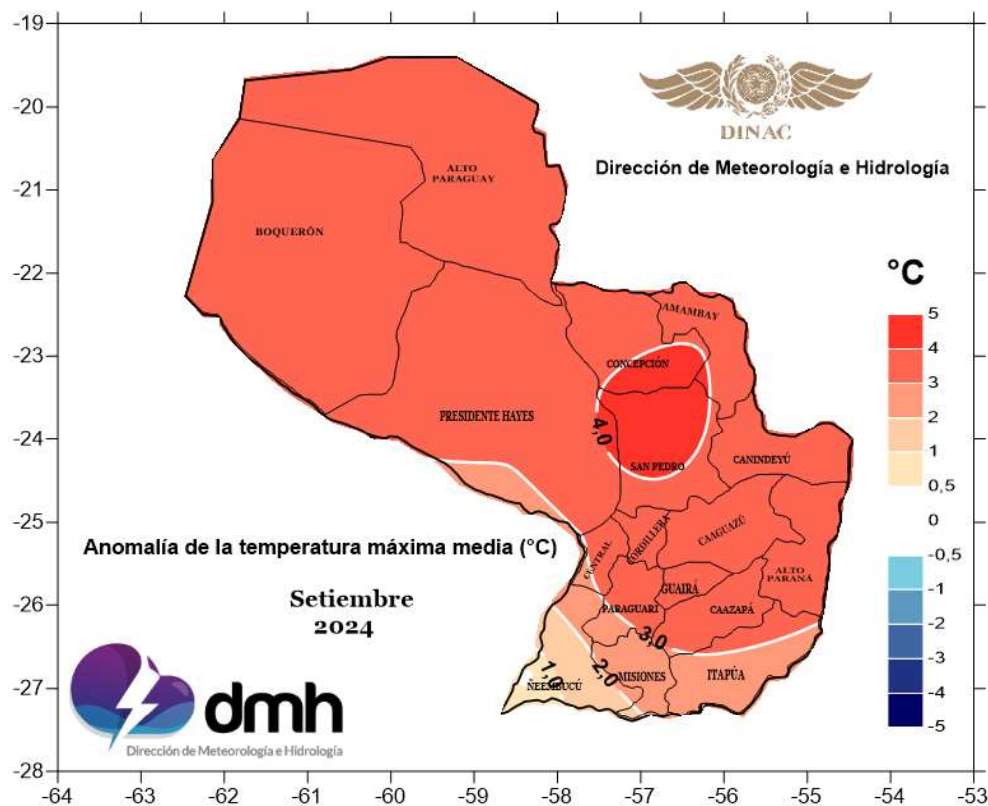 DINAC
Dirección de Meteorología e Hidrología
ALTO
PARAGUAY
BOQUERÓN
AMAMBAY
CONCEPCIÓN
PRESIDENTE HAYES
4,0
SAN PEDRO
CANINDEYÚ
CORDILLERA
CAAGUAZÚ
CENTRAL
ALTO
PARANÁ
GUAIRÁ
PARAGUARÍ
CAAZAPÁ
3,0
1,0
2,0
MISIONES
ITAPÚA
ÑEEMBUCÚ
°C
5
4
3
2
1
0,5
0
-0,5
-1
-2
-3
-4
-5
Anomalía de la temperatura máxima media (°C)
Setiembre
2024
dmh
Dirección de Meteorología e Hidrología
-19
-20
-21
-22
-23
-24
-25
-26
-27
-28
-64 -63 -62 -61 -60 -59 -58 -57 -56 -55 -54 -53